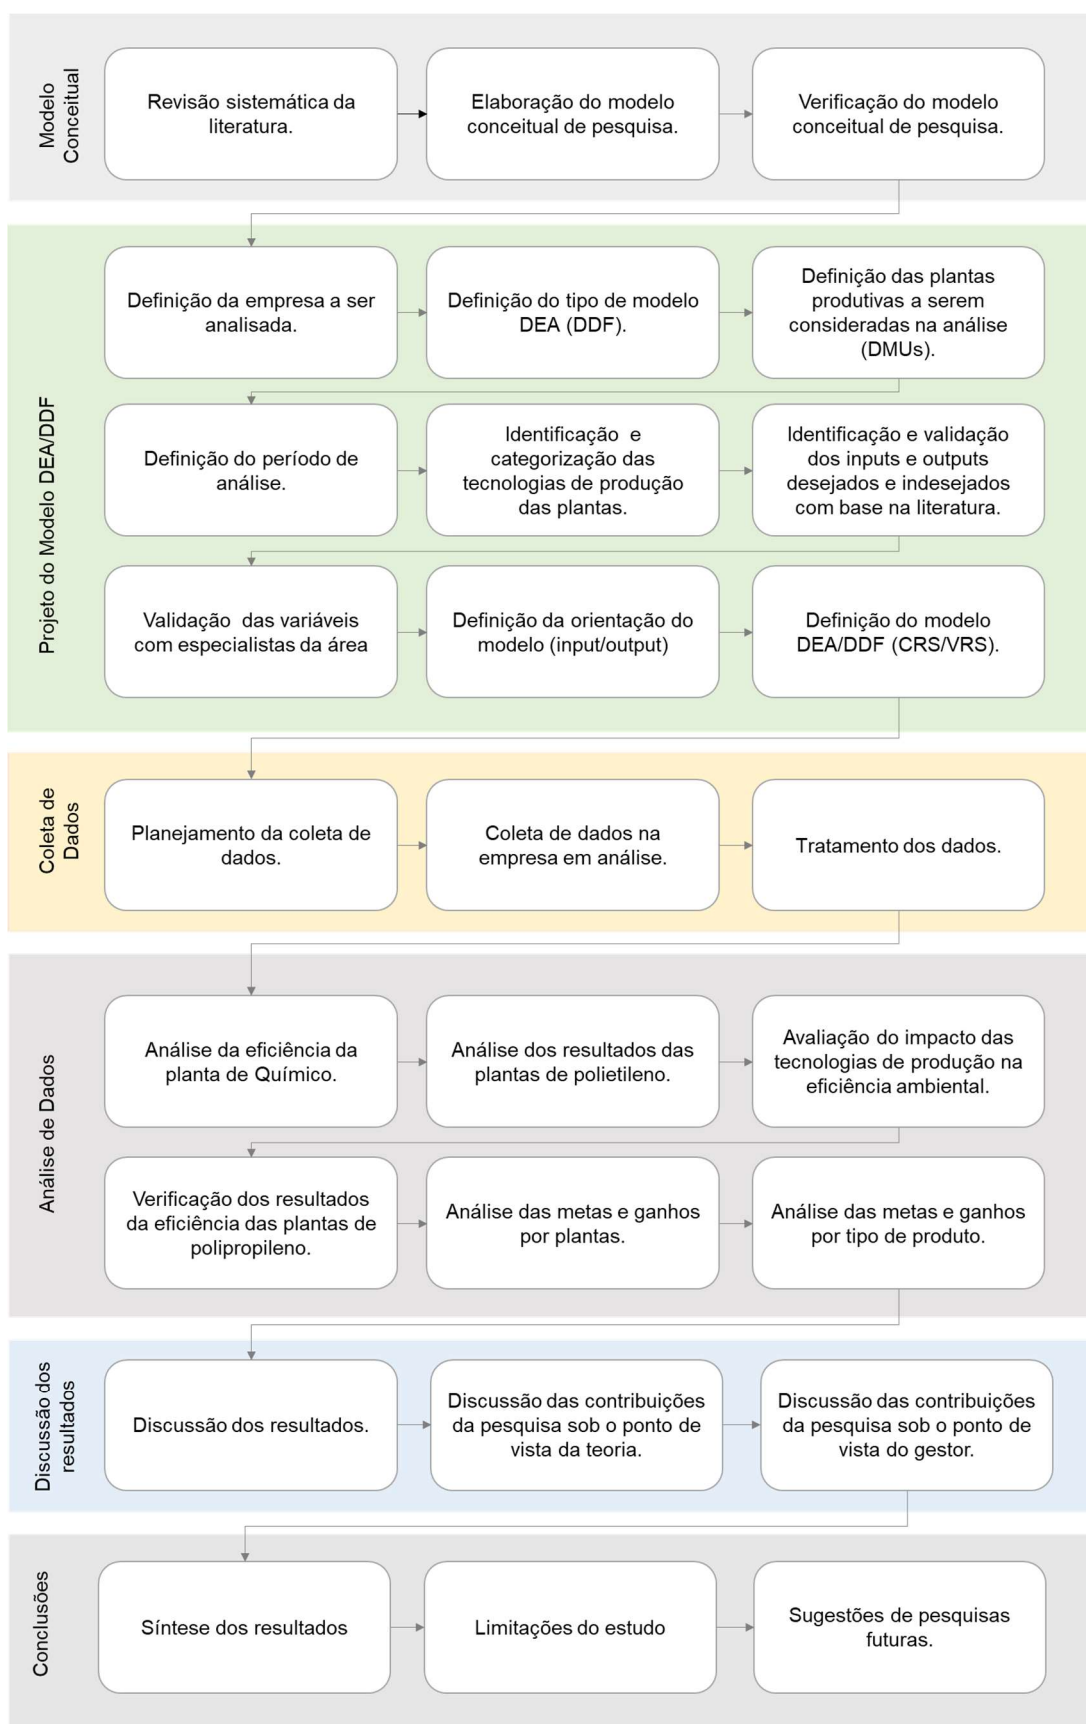 Modelo
Conceitual
Revisão sistemática da
literatura.
Elaboração do modelo
conceitual de pesquisa.
Verificação do modelo
conceitual de pesquisa.
Projeto do Modelo DEA/DDF
Definição da empresa a ser
analisada.
Definição do tipo de modelo
DEA (DDF).
Definição das plantas
produtivas a serem
consideradas na análise
(DMUs).
Definição do período de
análise.
Identificação e
categorização das
tecnologias de produção
das plantas.
Identificação e validação
dos inputs e outputs
desejados e indesejados
com base na literatura.
Validação das variáveis
com especialistas da área
Definição da orientação do
modelo (input/output)
Definição do modelo
DEA/DDF (CRS/VRS).
Coleta de
Dados
Planejamento da coleta de
dados.
Coleta de dados na
empresa em análise.
Tratamento dos dados.
Análise de Dados
Análise da eficiência da
planta de Químico.
Análise dos resultados das
plantas de polietileno.
Avaliação do impacto das
tecnologias de produção na
eficiência ambiental.
Verificação dos resultados
da eficiência das plantas de
polipropileno.
Análise das metas e ganhos
por plantas.
Análise das metas e ganhos
por tipo de produto.
Discussão dos
resultados
Discussão dos resultados.
Discussão das contribuições
da pesquisa sob o ponto de
vista da teoria.
Discussão das contribuições
da pesquisa sob o ponto de
vista do gestor.
Conclusões
Síntese dos resultados
Limitações do estudo
Sugestões de pesquisas
futuras.